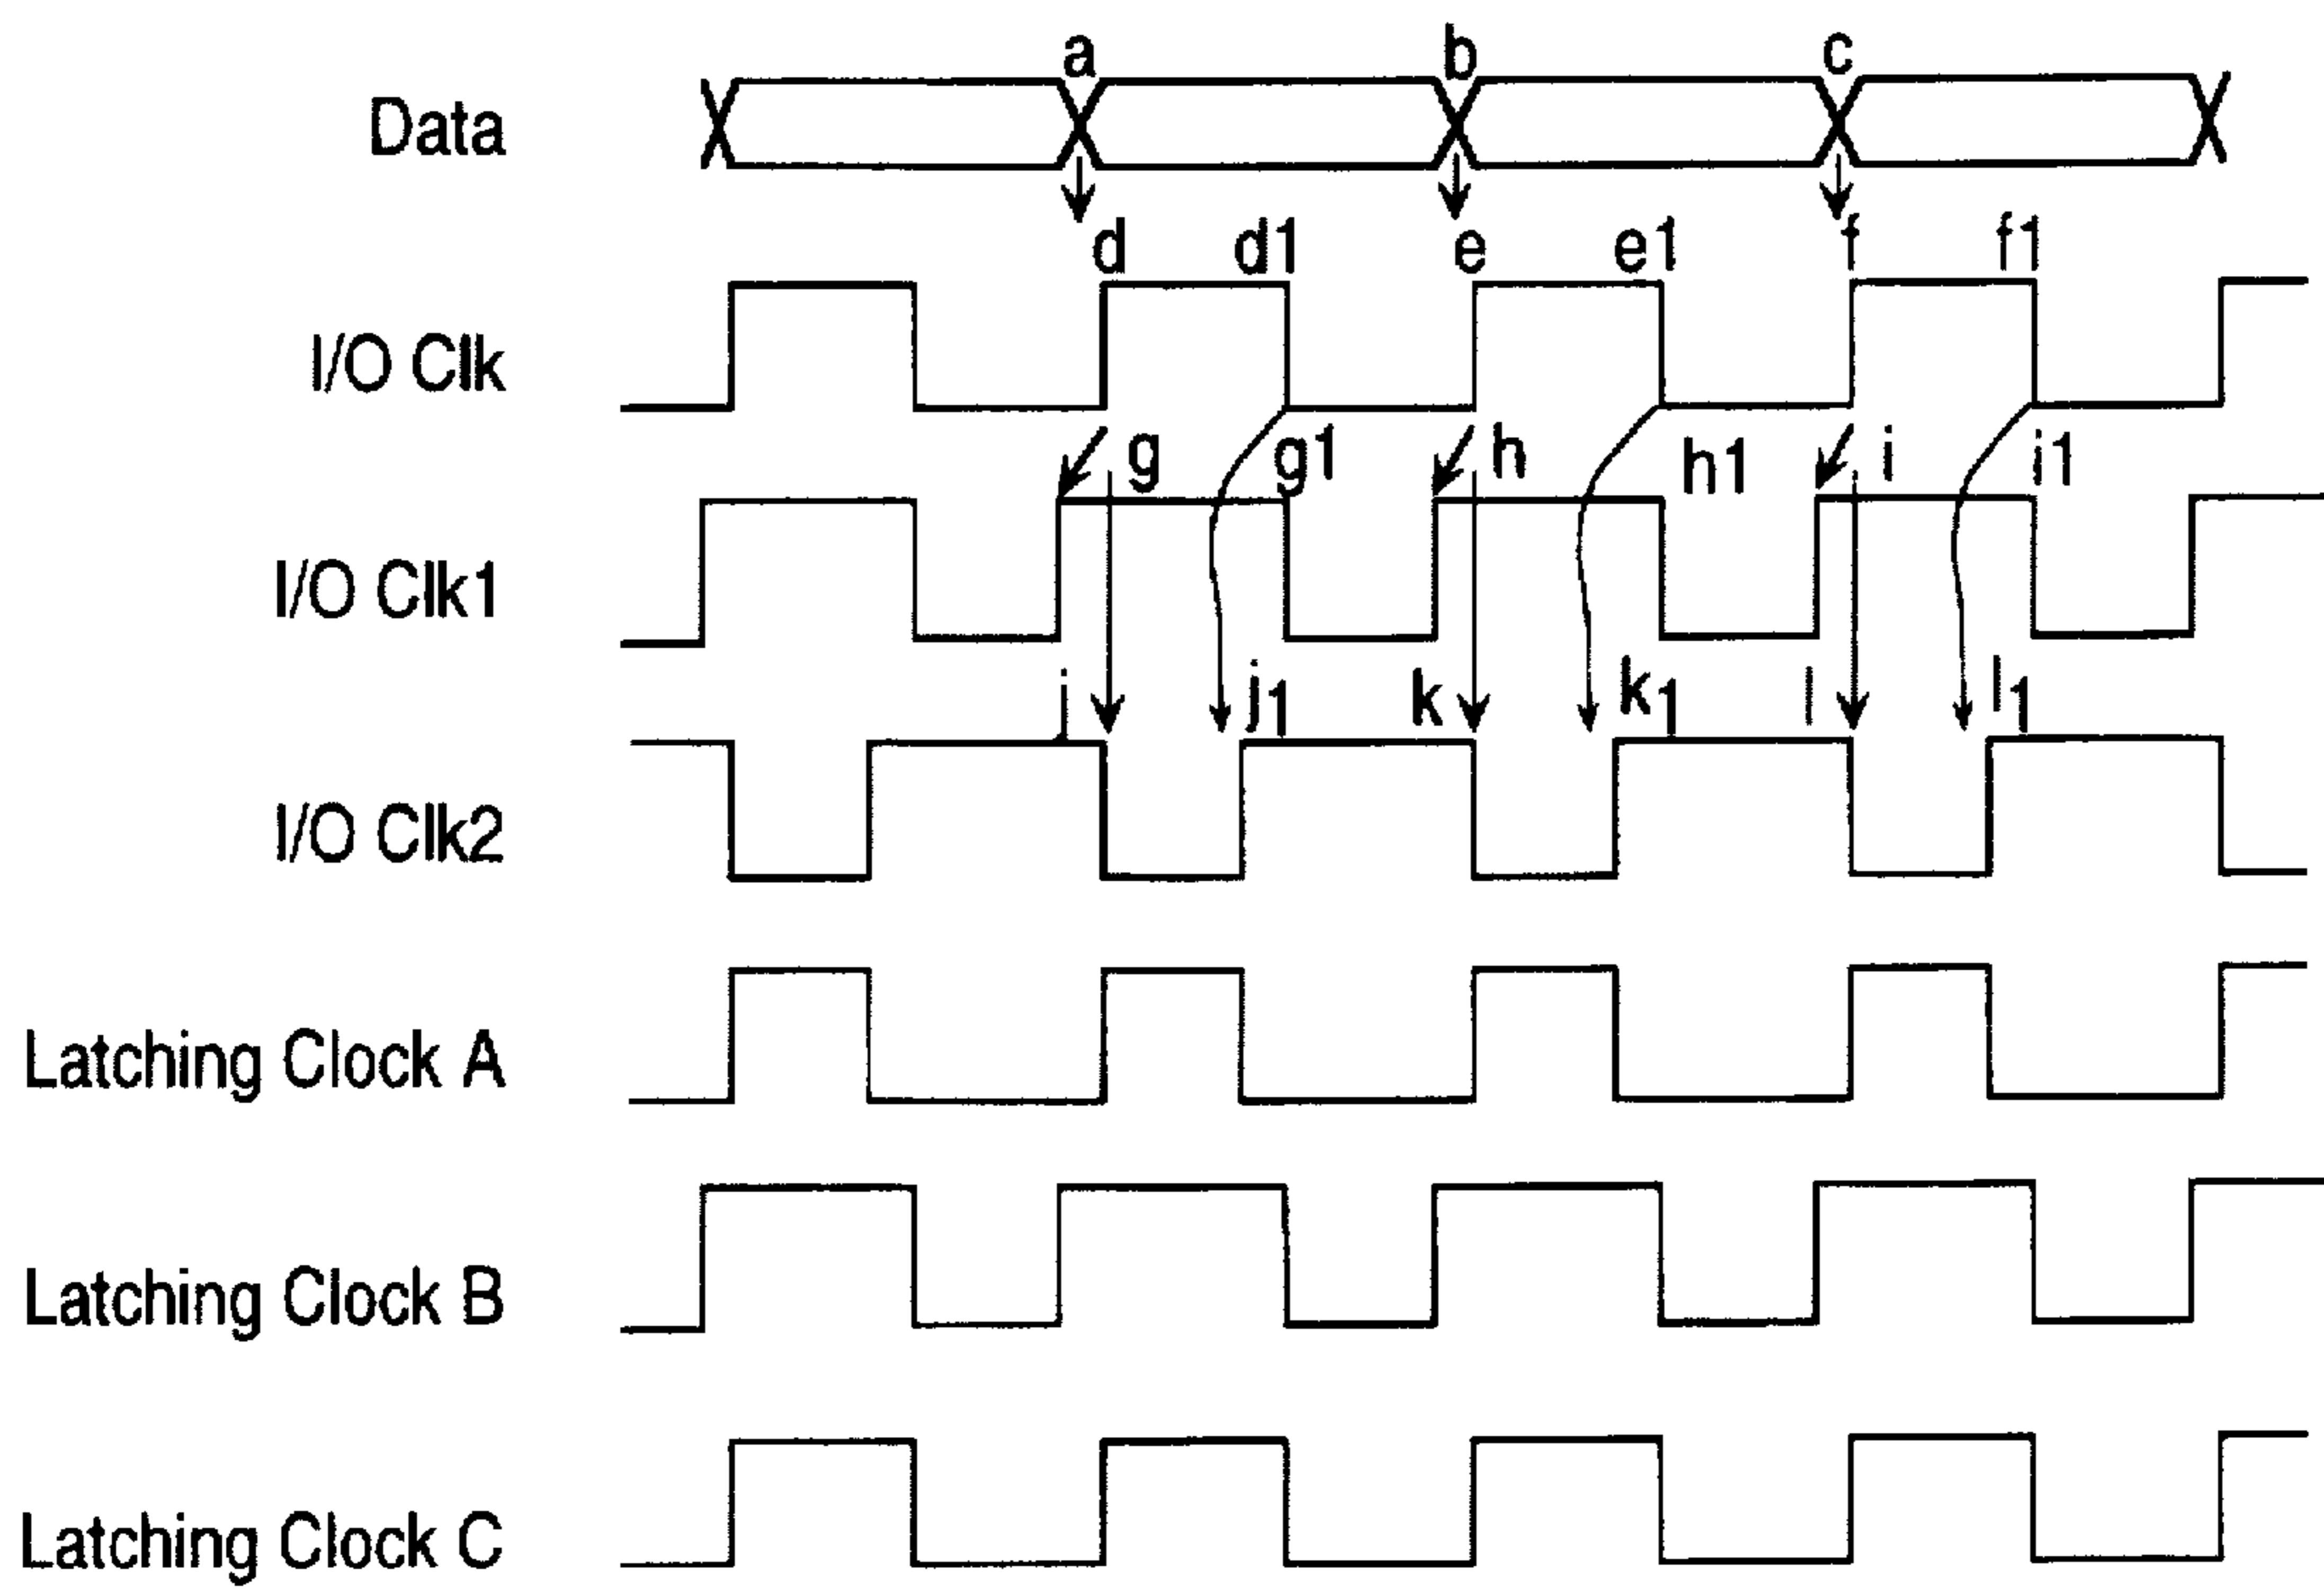 a b c
Data
d d1 e e1 f f1
I/O Clk
g g1 h h1 i i1
I/O Clk1
j j1 k k1 l l1
I/O Clk2
Latching Clock A
Latching Clock B
Latching Clock C